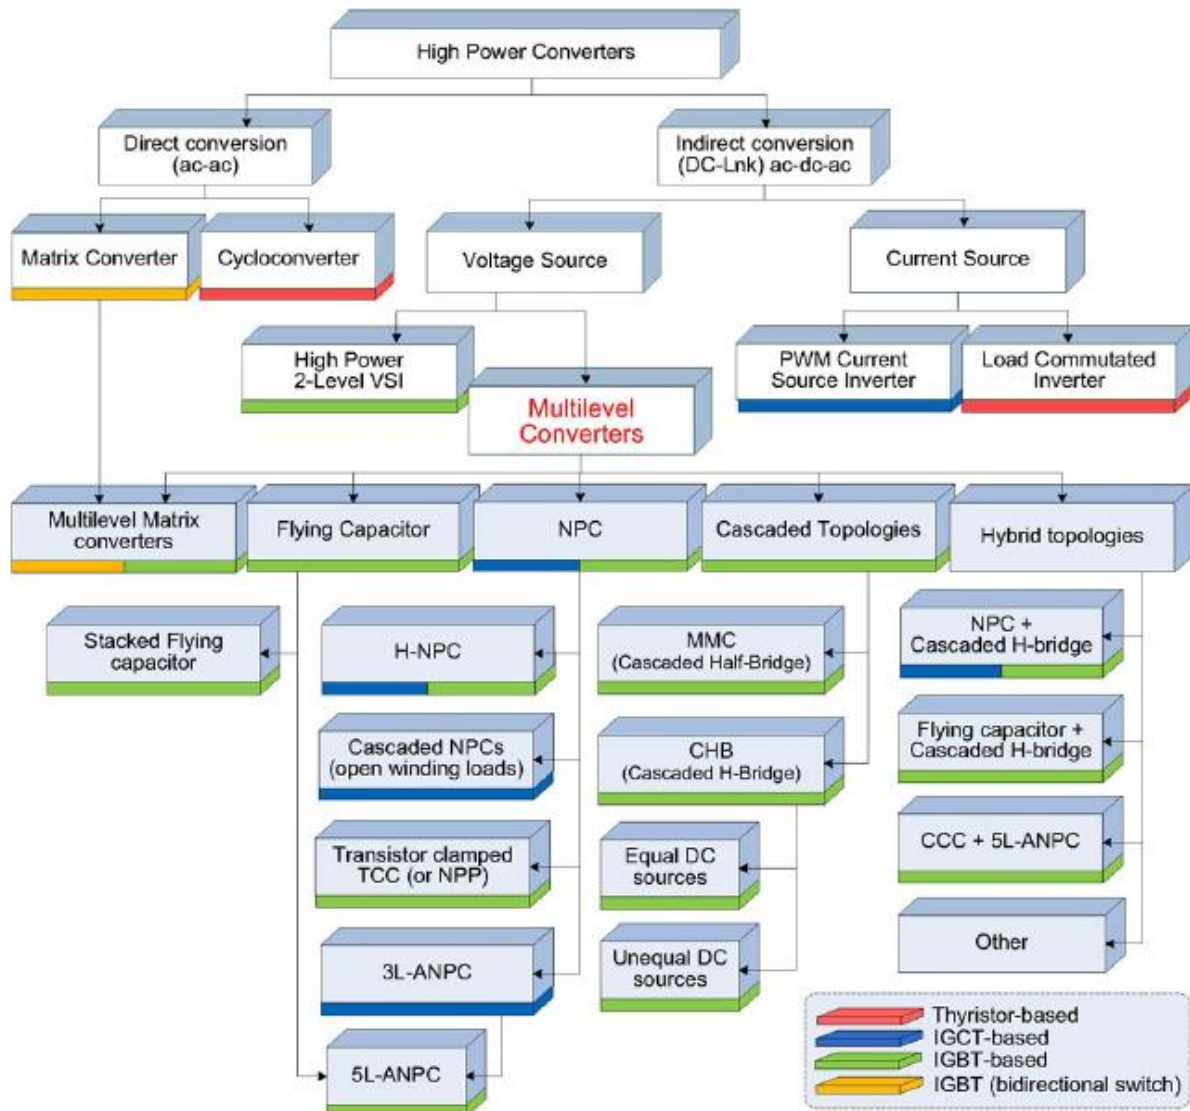 High Power Converters
Direct conversion
(ac-ac)
Indirect conversion
(DC-Lnk) ac-dc-ac
Matrix Converter
Cycloconverter
Voltage Source
Current Source
High Power
2-Level VSI
Multilevel
Converters
PWM Current
Source Inverter
Load Commutated
Inverter
Multilevel Matrix
converters
Flying Capacitor
NPC
Cascaded Topologies
Hybrid topologies
Stacked Flying
capacitor
H-NPC
Cascaded NPCs
(open winding loads)
Transistor clamped
TCC (or NPP)
3L-ANPC
5L-ANPC
MMC
(Cascaded Half-Bridge)
CHB
(Cascaded H-Bridge)
Equal DC
sources
Unequal DC
sources
NPC +
Cascaded H-bridge
Flying capacitor +
Cascaded H-bridge
CCC + 5L-ANPC
Other
Thyristor-based
IGCT-based
IGBT-based
IGBT (bidirectional switch)